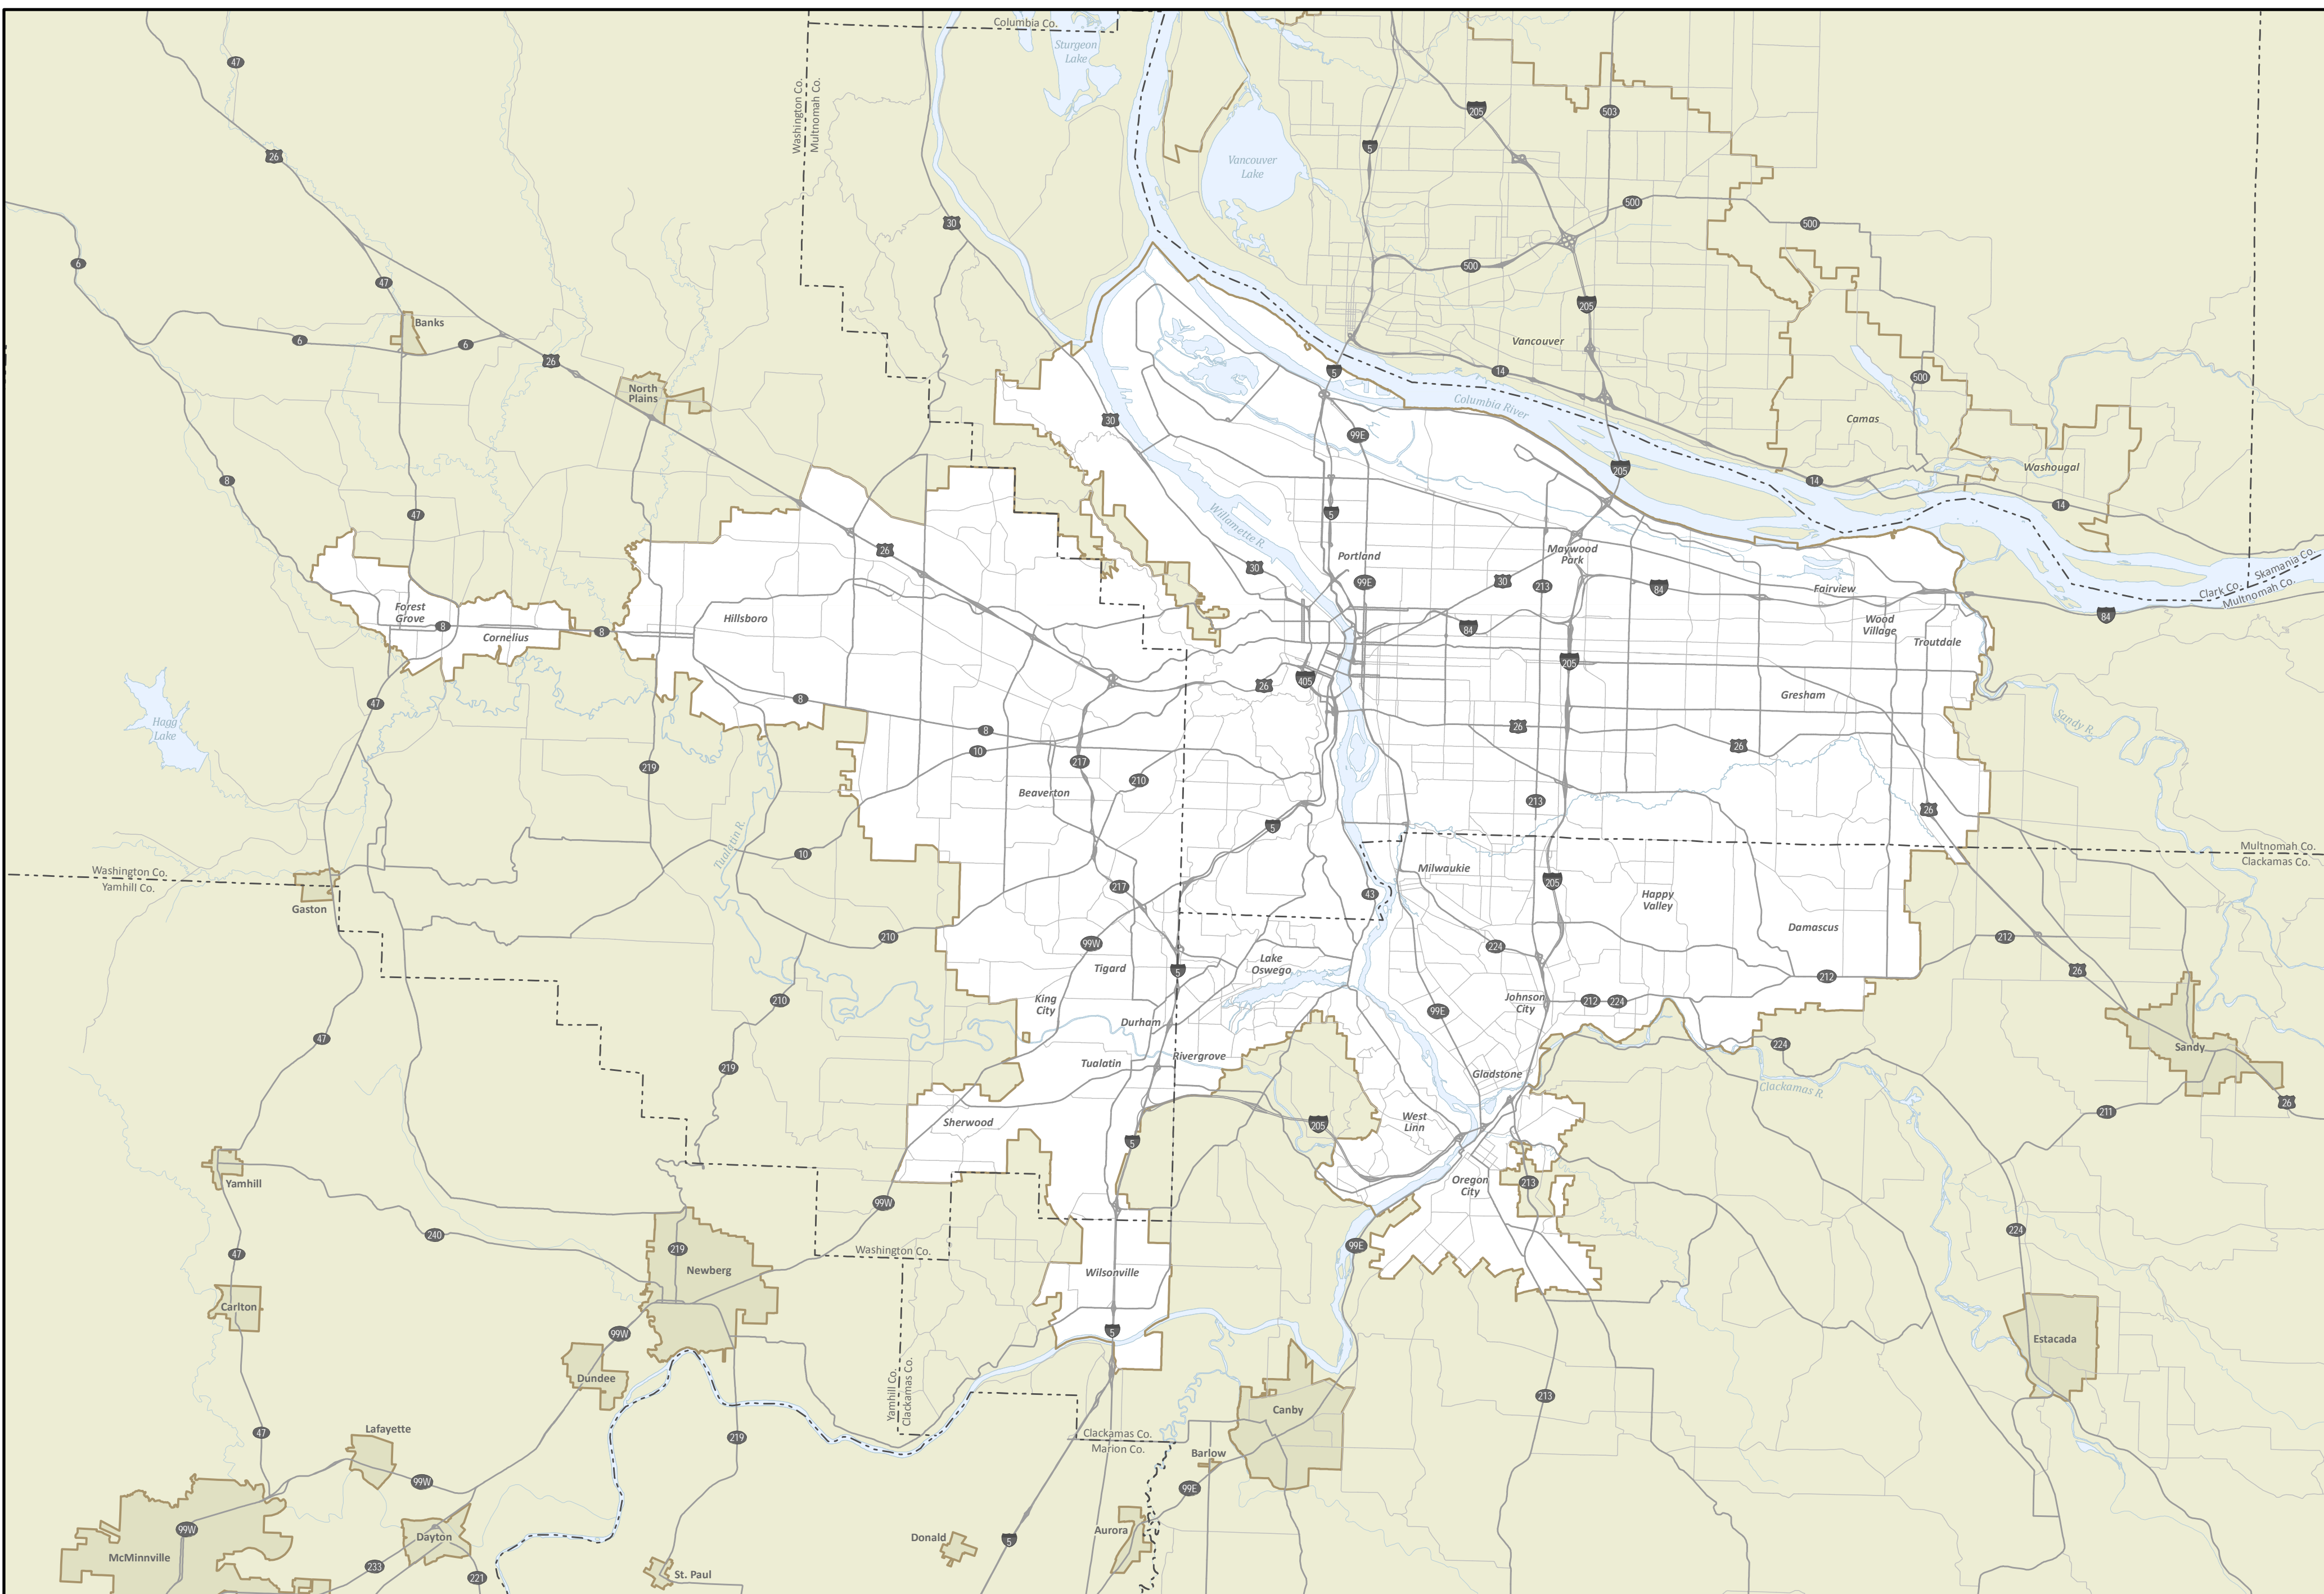 Columbia Co.
Sturgeon
Lake
47
Washington Co.
Multnomah Co.
205
503
5
26
Vancouver
Lake
500
30
500
6
500
47
205
Banks
6
6
26
Vancouver
5
14
North
Plains
500
Columbia River
Camas
30
99E
Washougal
205
8
14
14
47
5
Willamette R.
26
Portland
Maywood
Park
Skamania Co.
Clark Co.
Multnomah Co.
30
99E
30
213
84
Fairview
84
Forest
Grove
8
Cornelius
8
Hillsboro
84
Wood
Village
Troutdale
205
405
26
8
Gresham
47
Hagg
Lake
Sandy R.
8
26
26
10
219
217
210
Beaverton
213
26
5
Tualatin R.
10
Multnomah Co.
Clackamas Co.
Washington Co.
Yamhill Co.
Milwaukie
205
217
43
Happy
Valley
Gaston
Damascus
210
99W
224
212
Tigard
Lake
Oswego
5
26
212
210
King
City
Johnson
City
212
224
99E
Durham
47
224
Sandy
Rivergrove
Tualatin
219
Gladstone
Clackamas R.
26
211
Sherwood
West
Linn
205
5
Yamhill
Oregon
City
213
99W
240
219
224
99E
47
Washington Co.
Newberg
Wilsonville
Carlton
99W
5
Estacada
Dundee
Yamhill Co.
Clackamas Co.
213
Canby
Lafayette
47
219
Clackamas Co.
Marion Co.
Barlow
99W
99E
99W
Dayton
Donald
5
Aurora
McMinnville
233
221
St. Paul